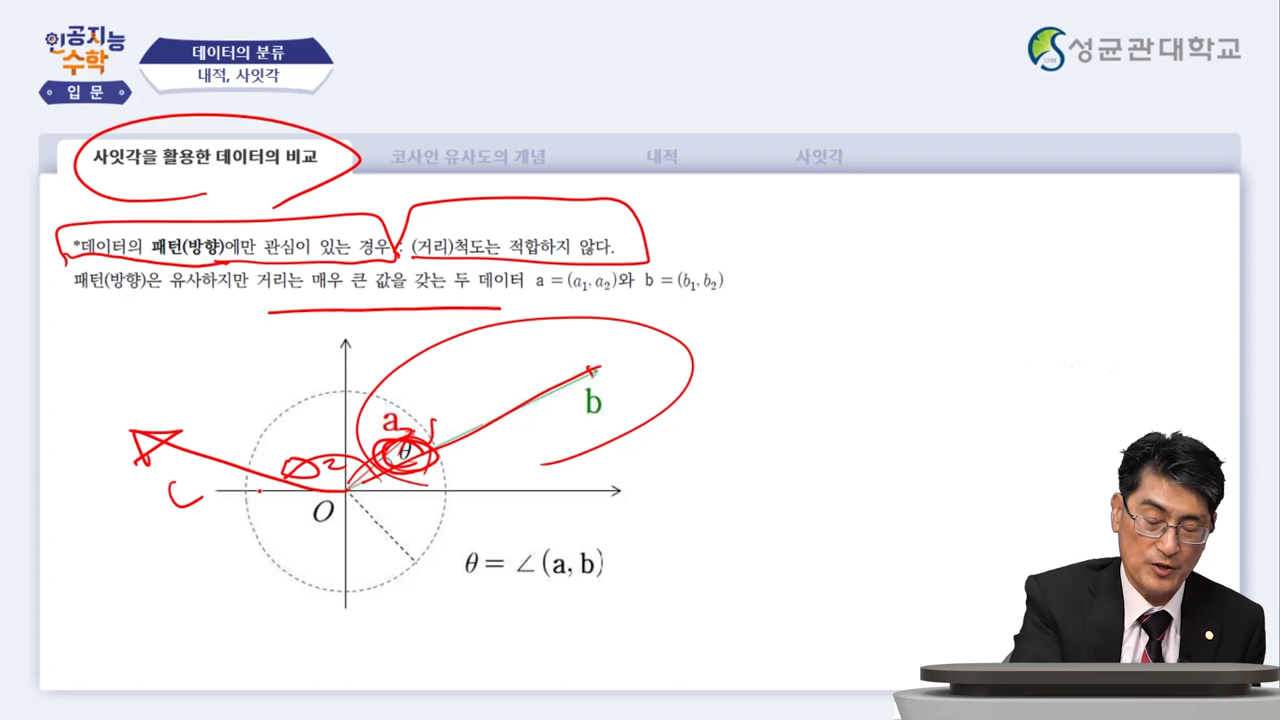 인공지능
수학
입문
데이터의 분류
내적, 사잇각
성균관대학교
사잇각을 활용한 데이터의 비교
코사인 유사도의 개념
내적
사잇각
*데이터의 패턴(방향)에만 관심이 있는 경우 : (거리)척도는 적합하지 않다.
패턴(방향)은 유사하지만 거리는 매우 큰 값을 갖는 두 데이터 a = (a₁, a₂)와 b = (b₁, b₂)
a
b
θ
O
θ = ∠(a, b)